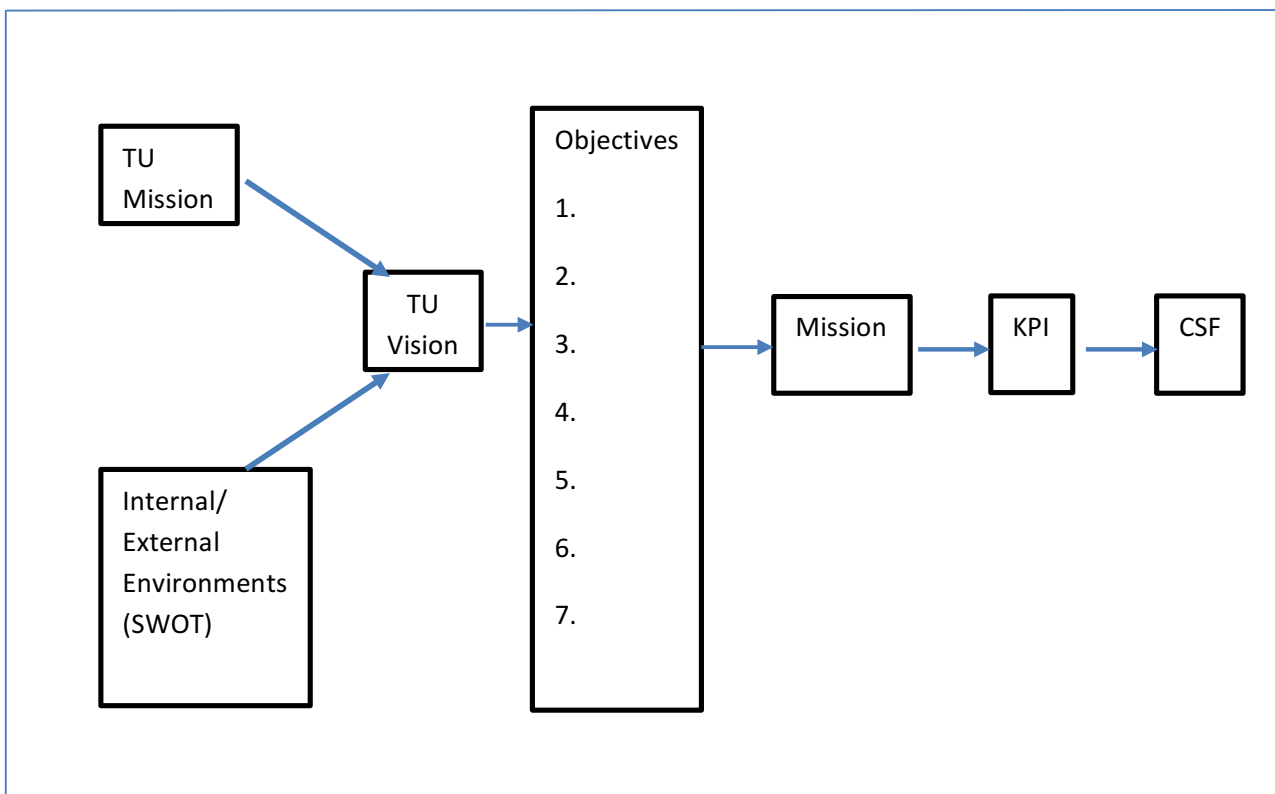 TU
Mission
Internal/
External
Environments
(SWOT)
TU
Vision
Objectives
1.
2.
3.
4.
5.
6.
7.
Mission
KPI
CSF